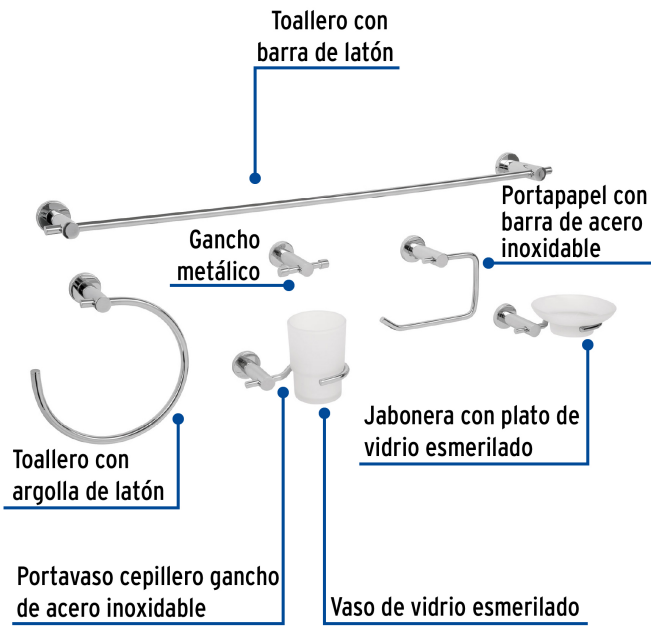 Toallero con
barra de latón
Portapapel con
barra de acero
inoxidable
Gancho
metálico
Jabonera con plato de
vidrio esmerilado
Toallero con
argolla de latón
Portavaso cepillero gancho
de acero inoxidable
Vaso de vidrio esmerilado